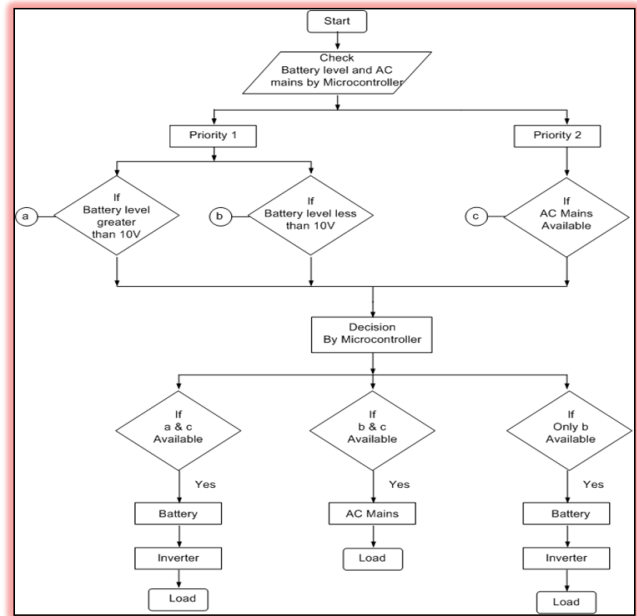 Start
Check
Battery level and AC
mains by Microcontroller
Priority 1
Priority 2
a
If
Battery level
greater
than 10V
b
If
Battery level less
than 10V
c
If
AC Mains
Available
Decision
By Microcontroller
If
a & c
Available
If
b & c
Available
If
Only b
Available
Yes
Yes
Yes
Battery
AC Mains
Battery
Inverter
Load
Inverter
Load
Load